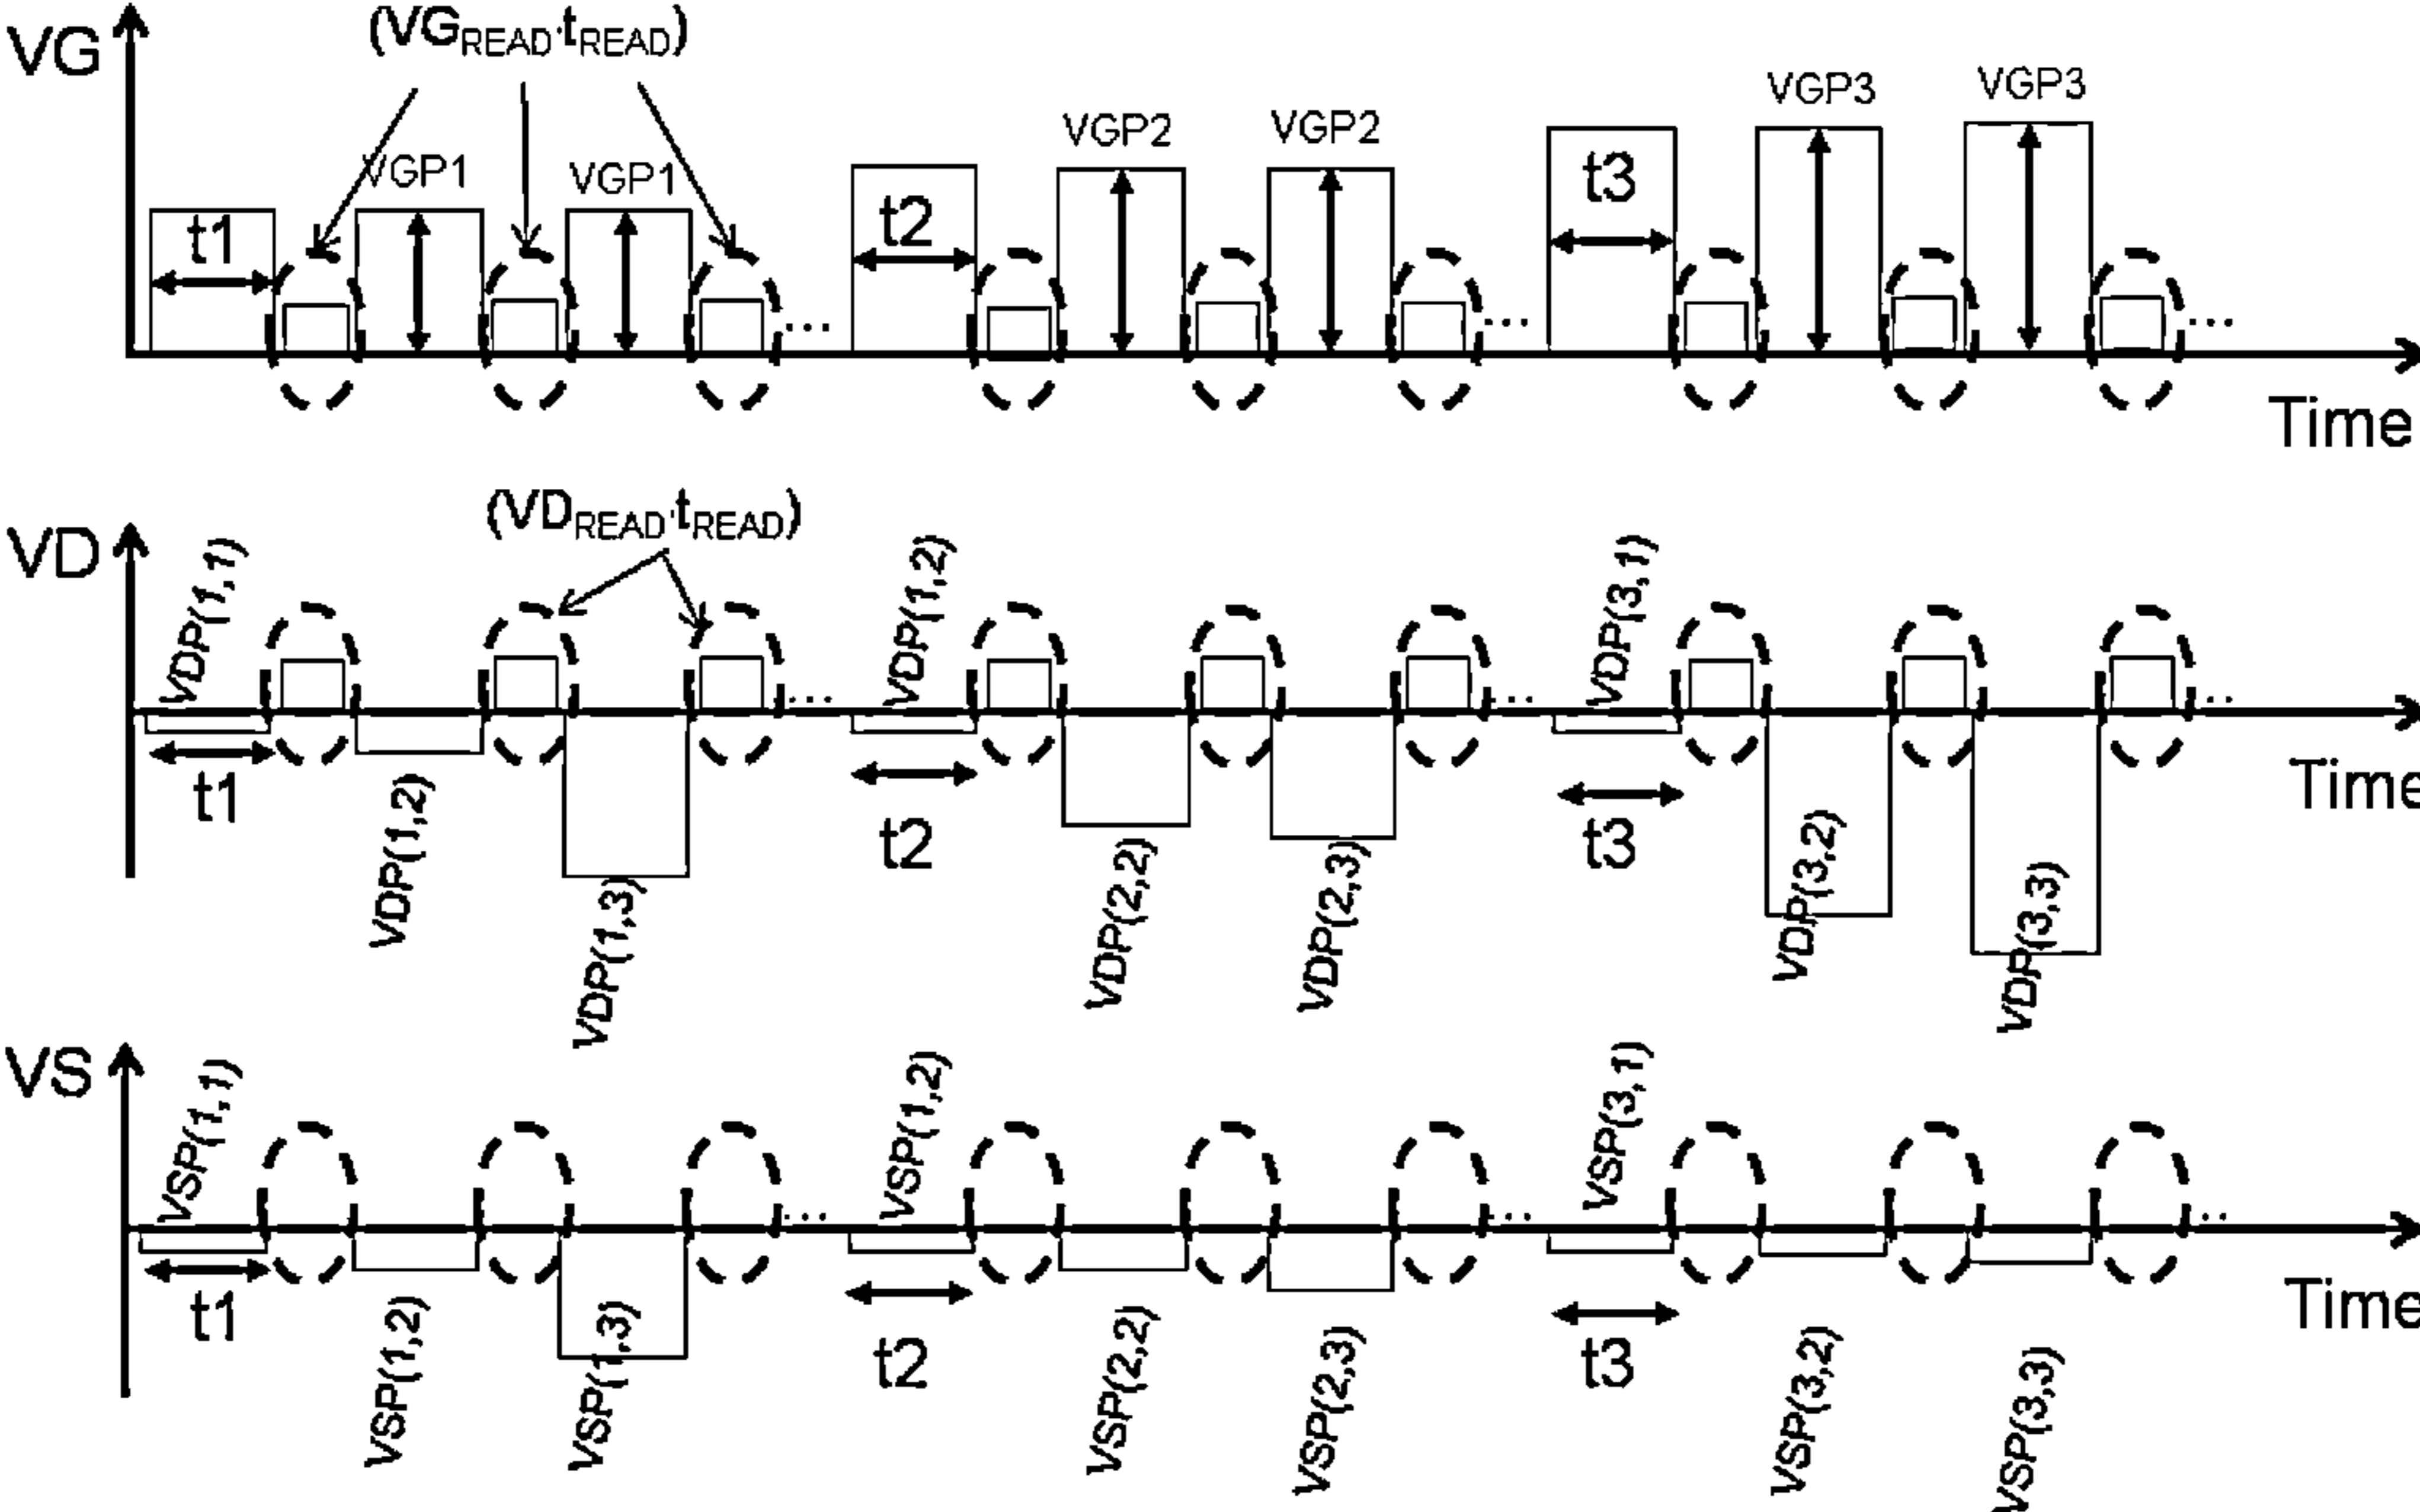 VG
(VGREAD.tREAD)
VGP1
VGP1
VGP2
VGP2
VGP3
VGP3
t1
t2
t3
...
...
...
Time
VD
(VDREAD.tREAD)
VDP(1,1)
VDP(1,2)
VDP(3,1)
...
...
...
t1
t2
t3
Time
VDP(1,2)
VDP(1,3)
VDP(2,2)
VDP(2,3)
VDP(3,2)
VDP(3,3)
VS
VSP(1,1)
VSP(1,2)
VSP(3,1)
...
...
..
t1
t2
t3
Time
VSP(1,2)
VSP(1,3)
VSP(2,2)
VSP(2,3)
VSP(3,2)
VSP(3,3)